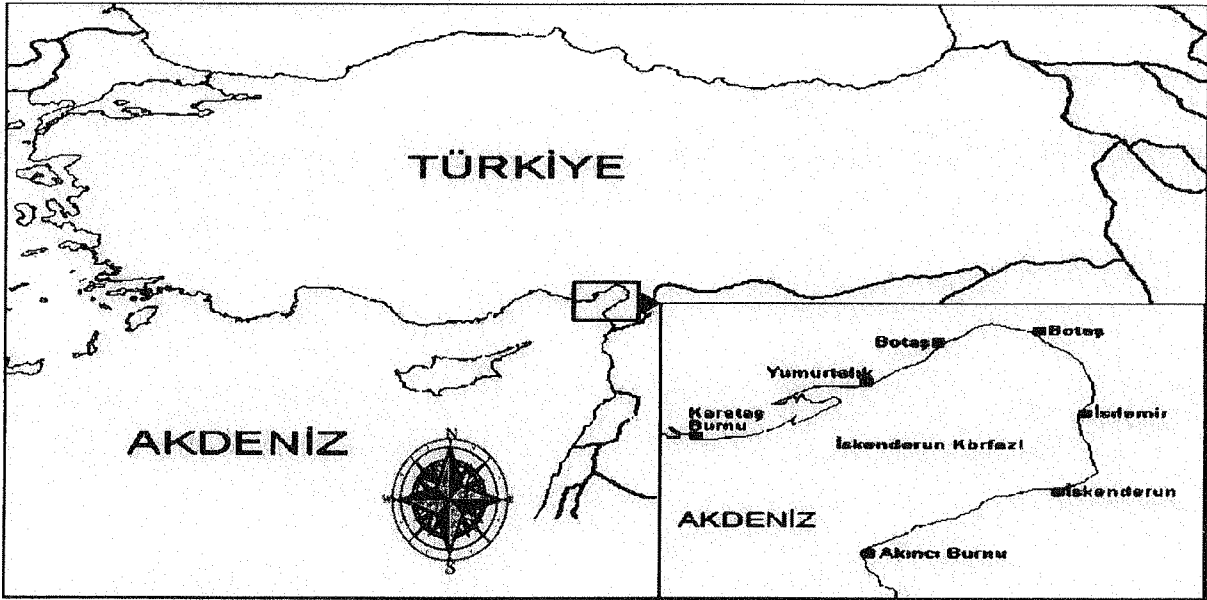 TÜRKİYE
AKDENİZ
N
S
Botaş
Botaş
Yumurtalık
Karataş
Burnu
İsdemir
İskenderun Körfezi
İskenderun
AKDENİZ
Akıncı Burnu